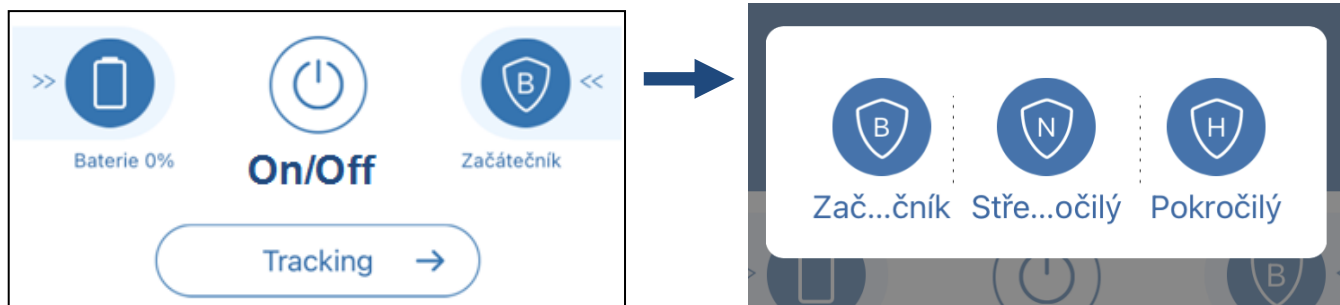 >> B <<
Baterie 0% On/Off Začátečník
Tracking →
B N H
Zač...čník Stře...očilý Pokročilý
B